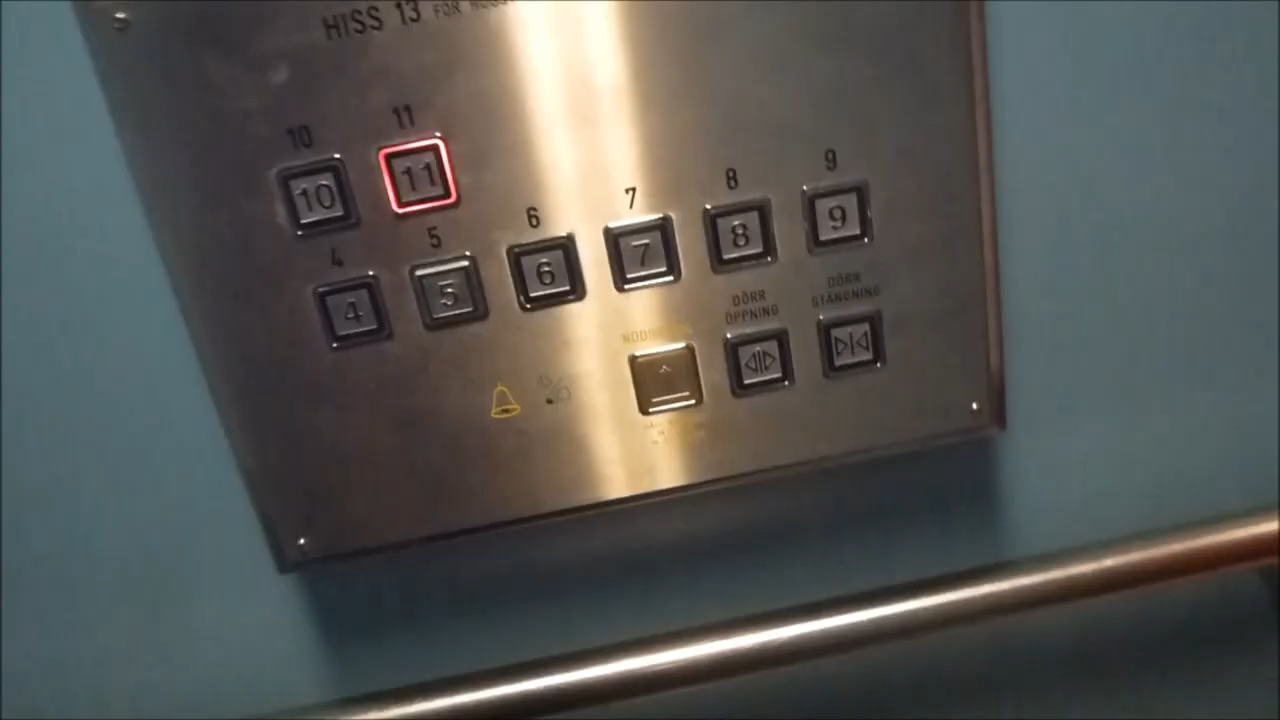 HISS 13 FÖR
10 11
10 11
4 5 6 7 8 9
4 5 6 7 8 9
DÖRR
ÖPPNING
DÖRR
STÄNGNING